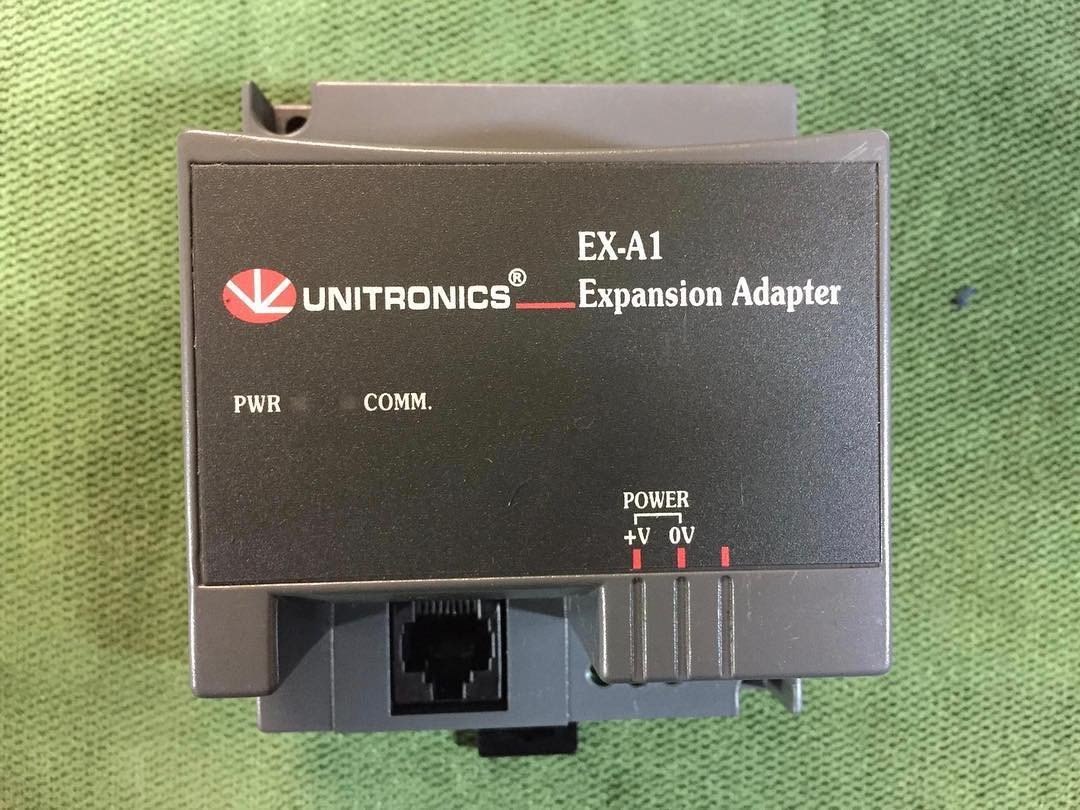 EX-A1
UNITRONICS® Expansion Adapter
PWR COMM.
POWER
+V 0V